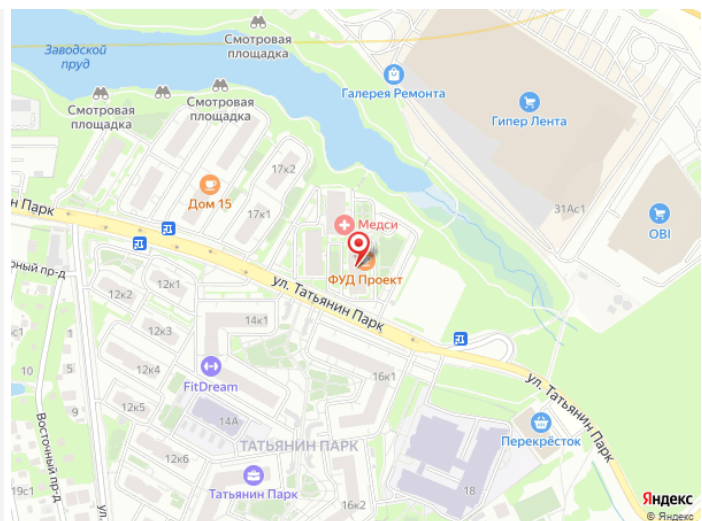 Смотровая
площадка
Заводской
пруд
Галерея Ремонта
Смотровая
площадка
Смотровая
площадка
Гипер Лента
17к2
Дом 15
31Ас1
17к1
н Парк
Медси
OBI
рный пр-д
ФУД Проект
12к2
12к1
ул. Татьянин Парк
14к1
12к3
12к4
10
5
FitDream
16к1
ул. Татьянин Парк
9
12к5
14А
Восточный пр-д
ТАТЬЯНИН ПАРК
Перекрёсток
12к6
19с1
ул.
Татьянин Парк
18
16к2
Яндекс
© Яндекс